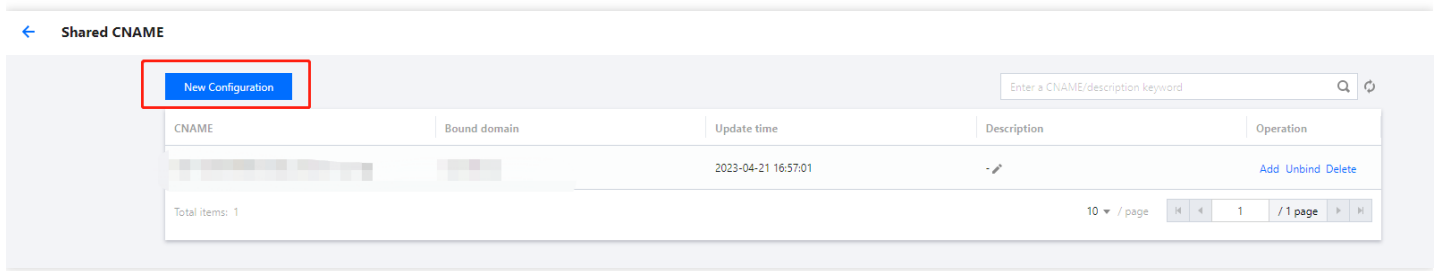 Shared CNAME
New Configuration
Enter a CNAME/description keyword
CNAME Bound domain Update time Description Operation
2023-04-21 16:57:01 - Add Unbind Delete
Total items: 1 10 / page 1 / 1 page